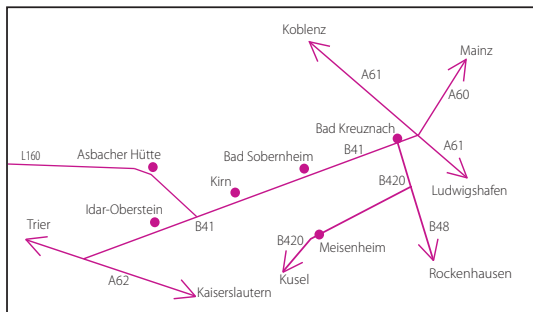 Koblenz
Mainz
A61
A60
Bad Kreuznach
L160
Asbacher Hütte
Bad Sobernheim
B41
A61
Kirn
B420
Ludwigshafen
Idar-Oberstein
Trier
B41
B420
Meisenheim
B48
A62
Kaiserslautern
Kusel
Rockenhausen